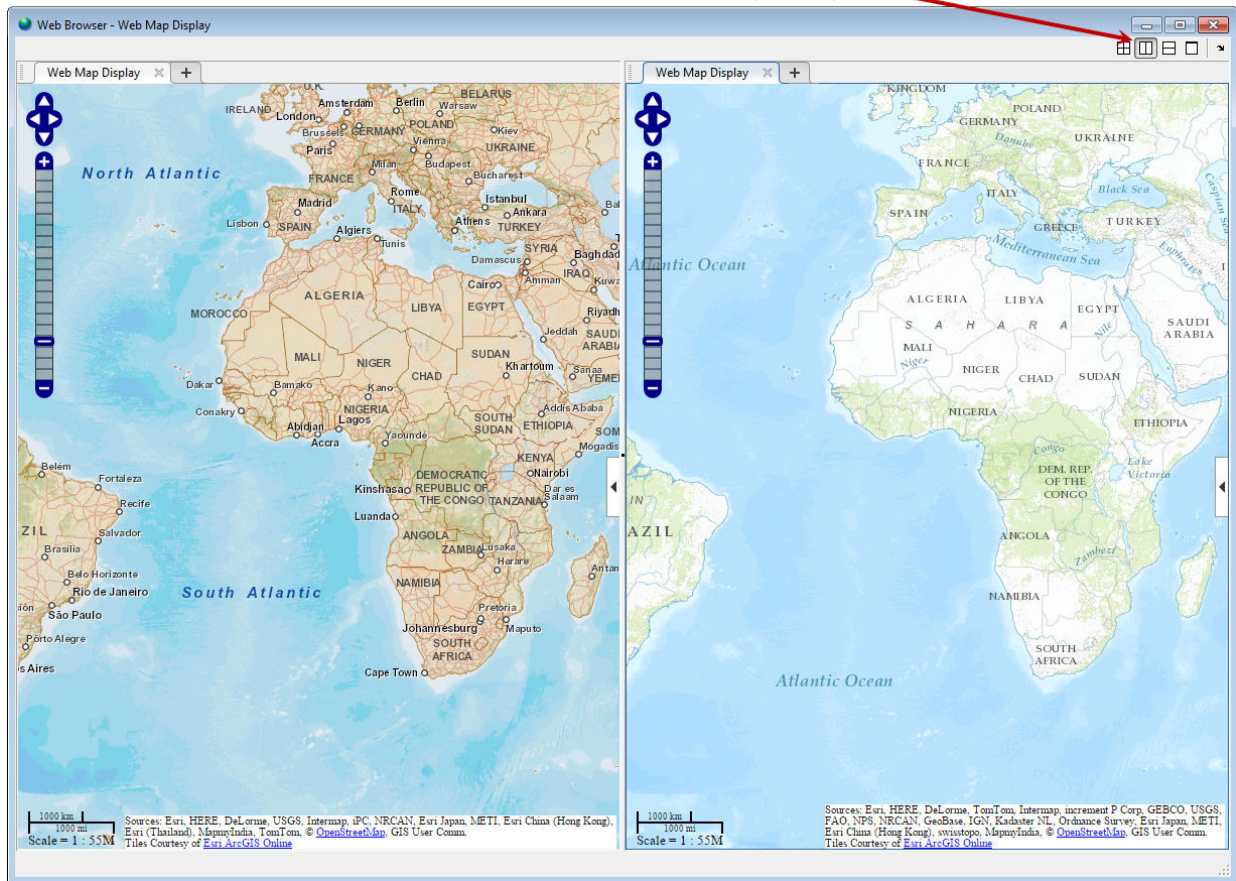 Web Browser - Web Map Display
Web Map Display
North Atlantic
IRELAND
U.K.
Amsterdam
Berlin
BELARUS
Warsaw
London
Brussels
GERMANY
POLAND
Kiev
Paris
Vienna
UKRAINE
FRANCE
Milan
Budapest
Bucharest
Madrid
Rome
ITALY
Istanbul
Lisbon
SPAIN
Athens
Ankara
TURKEY
Algiers
Tunis
SYRIA
Damascus
Baghdad
IRAQ
Cairo
Amman
ALGERIA
LIBYA
EGYPT
MOROCCO
Riyadh
Jeddah
SAUDI
ARABIA
MALI
NIGER
SUDAN
CHAD
Khartoum
Sanaa
YEMEN
Dakar
Bamako
Kano
Conakry
NIGERIA
Lagos
Abidjan
Accra
Addis Ababa
SOUTH
SUDAN
ETHIOPIA
SOM
Yaoundé
KENYA
Mogadis
Belém
Nairobi
Fortaleza
DEMOCRATIC
REPUBLIC OF
THE CONGO
Kinshasa
TANZANIA
Dar es
Salaam
Recife
Luanda
ZIL
Salvador
ANGOLA
Brasilia
ZAMBIA
Lusaka
Harare
Antan
Belo Horizonte
Rio de Janeiro
South Atlantic
NAMIBIA
São Paulo
Pretoria
Johannesburg
Maputo
Porto Alegre
SOUTH
AFRICA
s Aires
Cape Town
1000 km
1000 mi
Scale = 1 : 55M
Sources: Esri, HERE, DeLorme, USGS, Intermap, iPC, NRCAN, Esri Japan, METI, Esri China (Hong Kong),
Esri (Thailand), MapmyIndia, TomTom, © OpenStreetMap, GIS User Comm.
Tiles Courtesy of Esri ArcGIS Online
Web Map Display
KINGDOM
POLAND
GERMANY
Danube
UKRAINE
FRANCE
ITALY
Black Sea
Caspian Sea
SPAIN
GREECE
TURKEY
Mediterranean Sea
Euphrates
Atlantic Ocean
ALGERIA
LIBYA
EGYPT
SAHARA
Nile
SAUDI
ARABIA
MALI
Niger
NIGER
CHAD
SUDAN
NIGERIA
ETHIOPIA
Congo
Lake
Victoria
DEM. REP.
OF THE
CONGO
IN
AZIL
ANGOLA
Zambezi
NAMIBIA
SOUTH
AFRICA
Atlantic Ocean
1000 km
1000 mi
Scale = 1 : 55M
Sources: Esri, HERE, DeLorme, TomTom, Intermap, increment P Corp, GEBCO, USGS,
FAO, NPS, NRCAN, GeoBase, IGN, Kadaster NL, Ordnance Survey, Esri Japan, METI,
Esri China (Hong Kong), swisstopo, MapmyIndia, © OpenStreetMap, GIS User Comm.
Tiles Courtesy of Esri ArcGIS Online